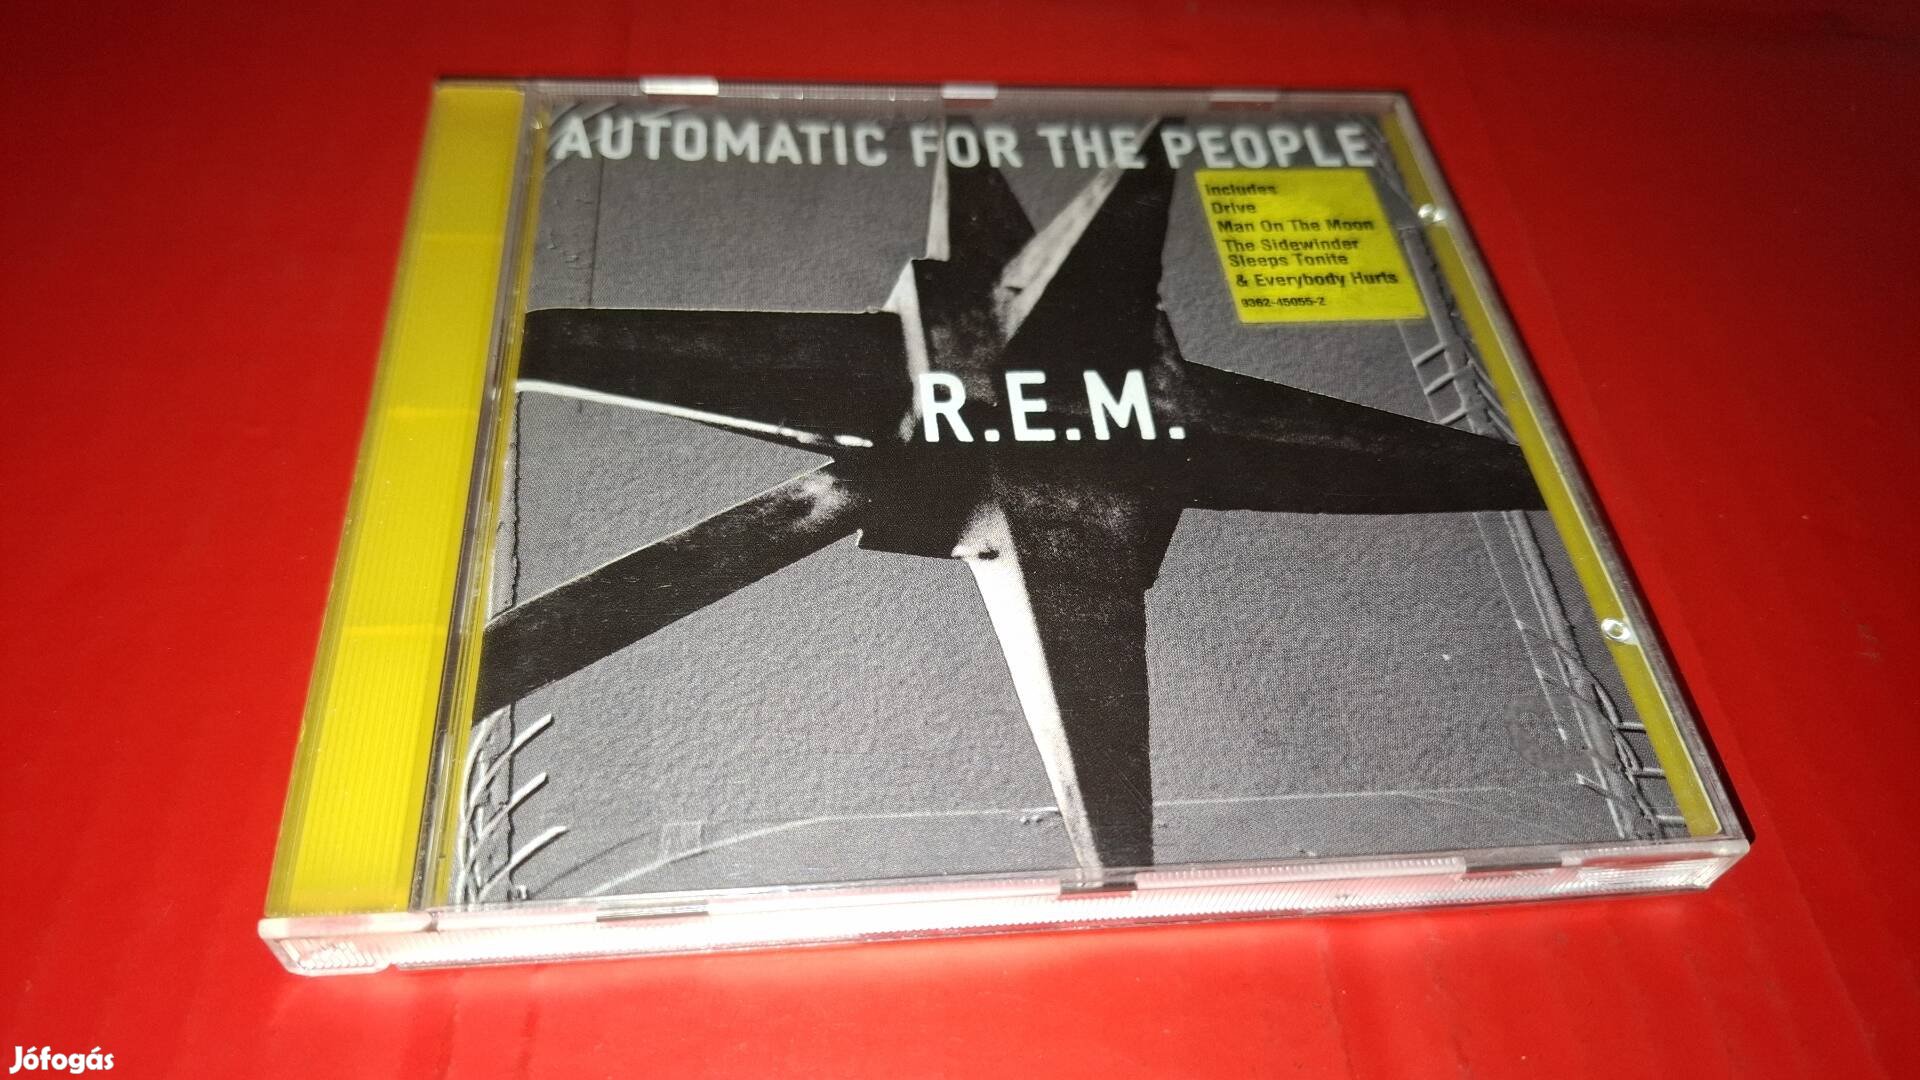 AUTOMATIC FOR THE PEOPLE
Includes
Drive
Man On The Moon
The Sidewinder
Sleeps Tonite
& Everybody Hurts
9362-45055-2
R.E.M.
Jófogás